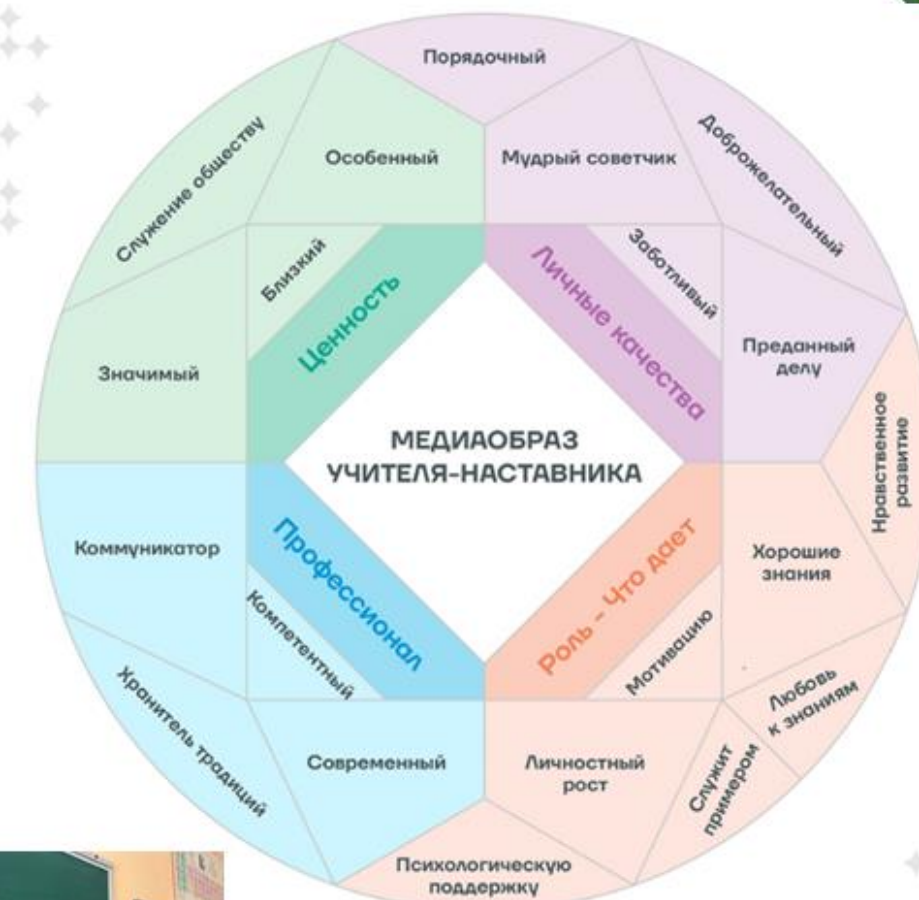 Порядочный
Служение обществу
Особенный
Мудрый советчик
Доброжелательный
Близкий
Заботливый
Ценность
Личные качества
Значимый
Преданный
делу
Нравственное
развитие
МЕДИАОБРАЗ
УЧИТЕЛЯ-НАСТАВНИКА
Коммуникатор
Профессионал
Роль - Что дает
Хорошие
знания
Компетентный
Мотивацию
Хранитель традиций
Современный
Личностный
рост
Служит
примером
Любовь
к знаниям
Психологическую
поддержку